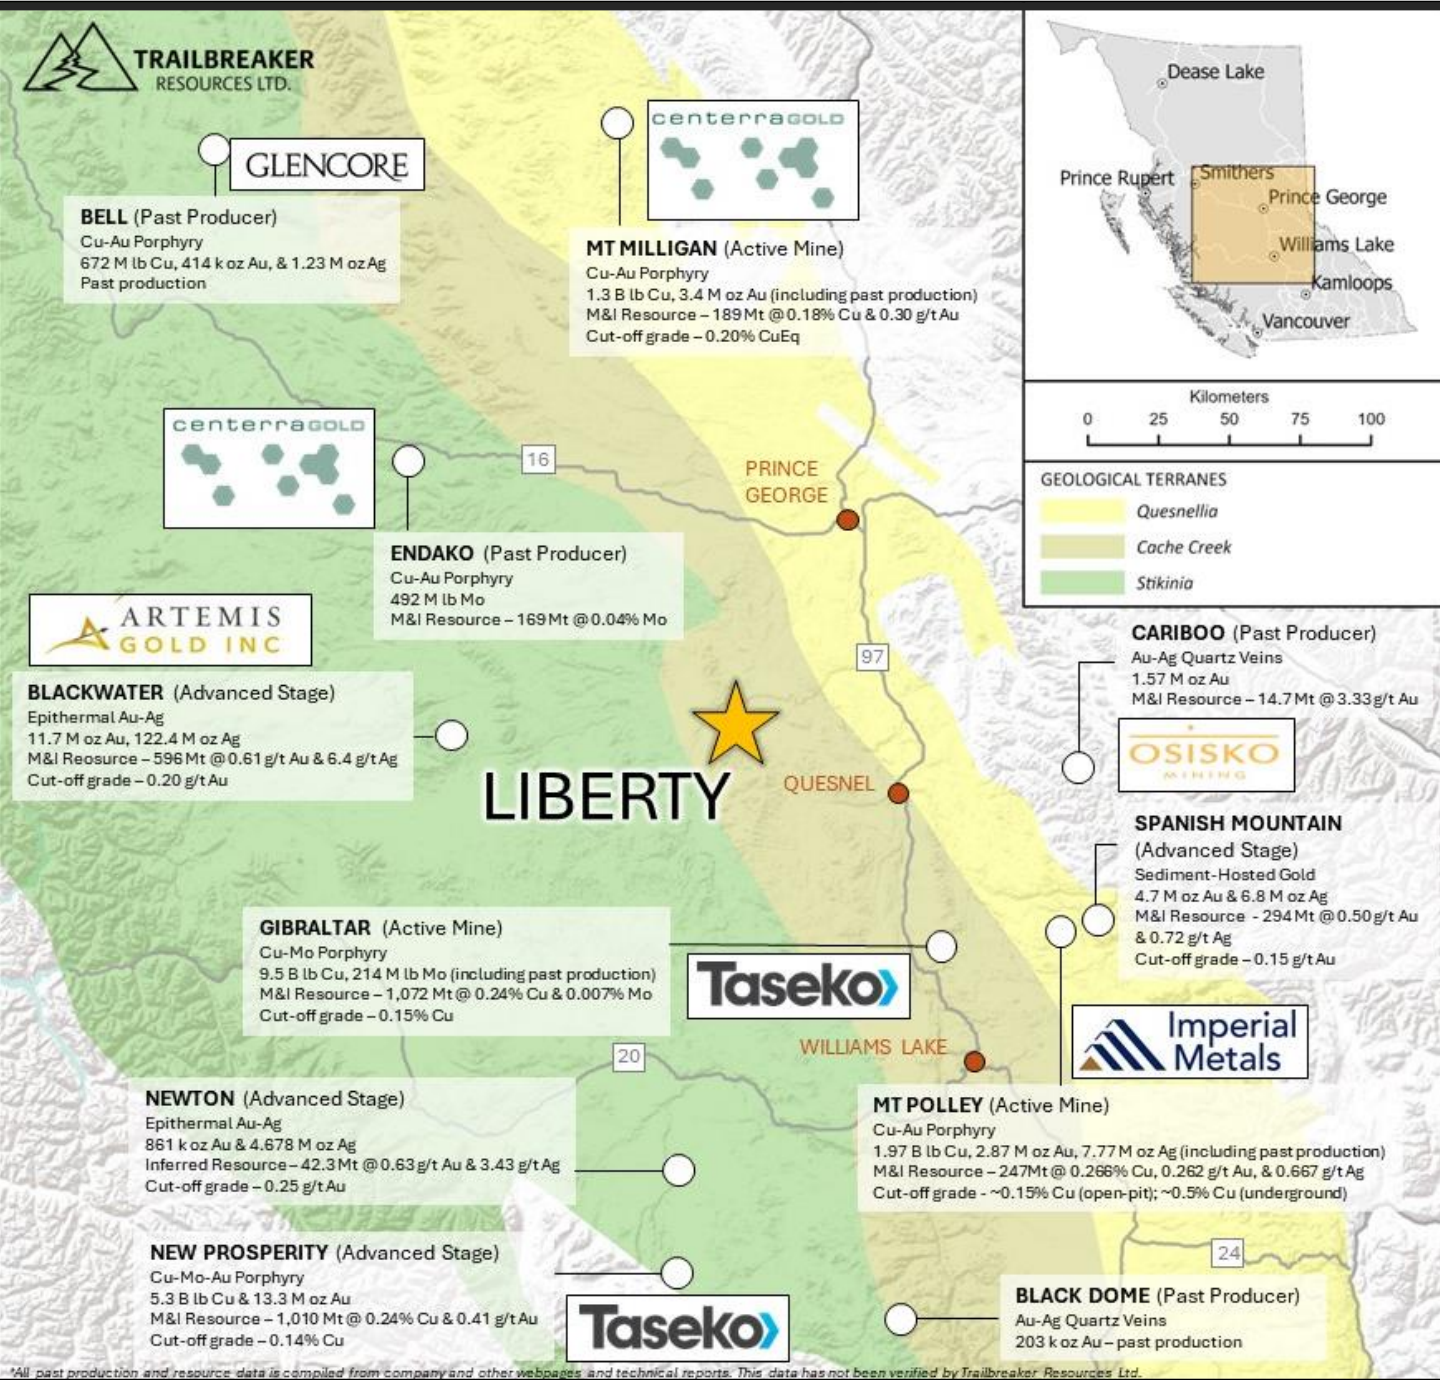 TRAILBREAKER
RESOURCES LTD.
GLENCORE
BELL (Past Producer)
Cu-Au Porphyry
672 M lb Cu, 414 k oz Au, & 1.23 M oz Ag
Past production
centerraGOLD
MT MILLIGAN (Active Mine)
Cu-Au Porphyry
1.3 B lb Cu, 3.4 M oz Au (including past production)
M&I Resource – 189 Mt @ 0.18% Cu & 0.30 g/t Au
Cut-off grade – 0.20% CuEq
Dease Lake
Prince Rupert
Smithers
Prince George
Williams Lake
Kamloops
Vancouver
Kilometers
0 25 50 75 100
GEOLOGICAL TERRANES
Quesnellia
Cache Creek
Stikinia
centerraGOLD
16
PRINCE
GEORGE
ENDAKO (Past Producer)
Cu-Au Porphyry
492 M lb Mo
M&I Resource – 169 Mt @ 0.04% Mo
ARTEMIS
GOLD INC
BLACKWATER (Advanced Stage)
Epithermal Au-Ag
11.7 M oz Au, 122.4 M oz Ag
M&I Reosurce – 596 Mt @ 0.61 g/t Au & 6.4 g/t Ag
Cut-off grade – 0.20 g/t Au
97
LIBERTY
QUESNEL
CARIBOO (Past Producer)
Au-Ag Quartz Veins
1.57 M oz Au
M&I Resource – 14.7 Mt @ 3.33 g/t Au
OSISKO
MINING
SPANISH MOUNTAIN
(Advanced Stage)
Sediment-Hosted Gold
4.7 M oz Au & 6.8 M oz Ag
M&I Resource - 294 Mt @ 0.50 g/t Au
& 0.72 g/t Ag
Cut-off grade – 0.15 g/t Au
GIBRALTAR (Active Mine)
Cu-Mo Porphyry
9.5 B lb Cu, 214 M lb Mo (including past production)
M&I Resource – 1,072 Mt @ 0.24% Cu & 0.007% Mo
Cut-off grade – 0.15% Cu
Taseko
Imperial
Metals
20
WILLIAMS LAKE
NEWTON (Advanced Stage)
Epithermal Au-Ag
861 k oz Au & 4.678 M oz Ag
Inferred Resource – 42.3 Mt @ 0.63 g/t Au & 3.43 g/t Ag
Cut-off grade – 0.25 g/t Au
MT POLLEY (Active Mine)
Cu-Au Porphyry
1.97 B lb Cu, 2.87 M oz Au, 7.77 M oz Ag (including past production)
M&I Resource – 247Mt @ 0.266% Cu, 0.262 g/t Au, & 0.667 g/t Ag
Cut-off grade - ~0.15% Cu (open-pit); ~0.5% Cu (underground)
24
NEW PROSPERITY (Advanced Stage)
Cu-Mo-Au Porphyry
5.3 B lb Cu & 13.3 M oz Au
M&I Resource – 1,010 Mt @ 0.24% Cu & 0.41 g/t Au
Cut-off grade – 0.14% Cu
Taseko
BLACK DOME (Past Producer)
Au-Ag Quartz Veins
203 k oz Au – past production
*All past production and resource data is compiled from company and other webpages and technical reports. This data has not been verified by Trailbreaker Resources Ltd.